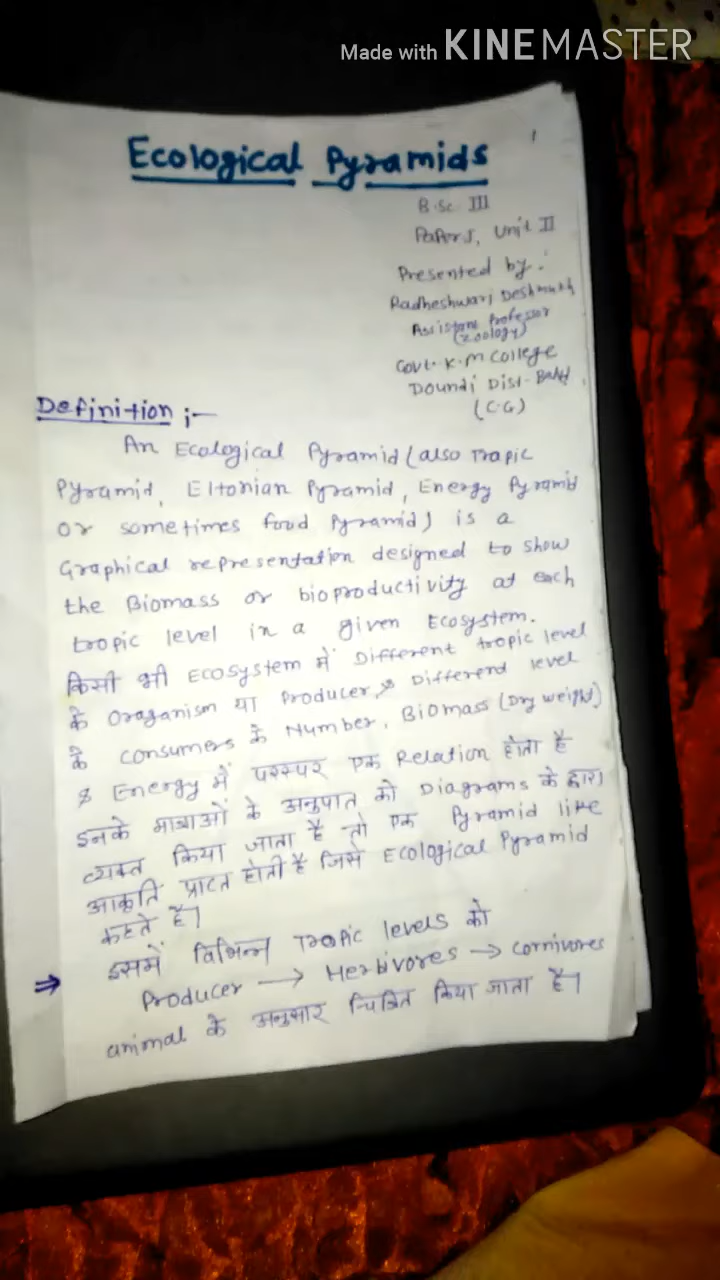 Made with KINEMASTER
1
Ecological Pyramids
B.Sc III
Paper I, Unit II
Presented by :
Radheshwari Deshmukh
Assistant Professor
(Zoology)
Govt. K.M College
Doundi Dist-
(C.G)
Definition ;-
An Ecological Pyramid (also Tropic
Pyramid, Eltonian Pyramid, Energy Pyramid
or sometimes food Pyramid) is a
Graphical representation designed to show
the Biomass or bioproductivity at each
tropic level in a given Ecosystem.
किसी भी Ecosystem में Different tropic level
के Oraganism या Producer, & Different level
के consumers के Number, Biomass (Dry weight)
& Energy में परस्पर एक Relation होता है
इनके मात्राओं के अनुपात को Diagrams के द्वारा
व्यक्त किया जाता है तो एक Pyramid like
आकृति प्राप्त होती है जिसे Ecological Pyramid
कहते है।
⇒ इसमें विभिन्न Tropic levels को
Producer → Herbivores → Cornivores
animal के अनुसार चित्रित किया जाता है।